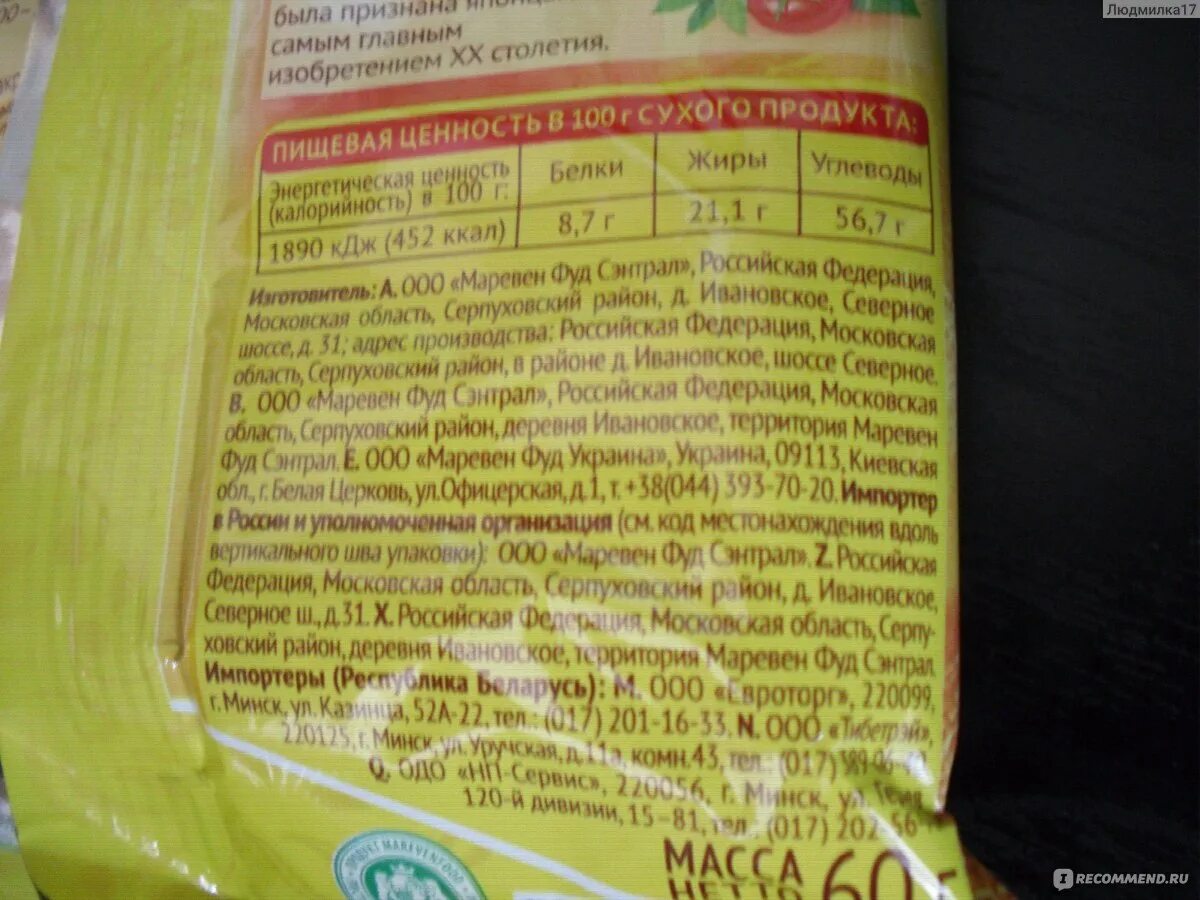 Людмилка17
была признана
самым главным
изобретением XX столетия.
ПИЩЕВАЯ ЦЕННОСТЬ В 100 г СУХОГО ПРОДУКТА:
Энергетическая ценность (калорийность) в 100 г: Белки Жиры Углеводы
1890 кДж (452 ккал) 8,7 г 21,1 г 56,7 г
Изготовитель: А. ООО «Маревен Фуд Сэнтрал», Российская Федерация,
Московская область, Серпуховский район, д. Ивановское, Северное
шоссе, д. 31; адрес производства: Российская Федерация, Московская
область, Серпуховский район, в районе д. Ивановское, шоссе Северное.
В. ООО «Маревен Фуд Сэнтрал», Российская Федерация, Московская
область, Серпуховский район, деревня Ивановское, территория Маревен
Фуд Сэнтрал. Е. ООО «Маревен Фуд Украина», Украина, 09113, Киевская
обл., г. Белая Церковь, ул.Офицерская, д.1, т. +38(044) 393-70-20. Импортер
в России и уполномоченная организация (см. код местонахождения вдоль
вертикального шва упаковки): ООО «Маревен Фуд Сэнтрал». Z. Российская
Федерация, Московская область, Серпуховский район, д. Ивановское,
Северное ш., д.31. X. Российская Федерация, Московская область, Серпу-
ховский район, деревня Ивановское, территория Маревен Фуд Сэнтрал.
Импортеры (Республика Беларусь): М. ООО «Евроторг», 220099,
г. Минск, ул. Казинца, 52А-22, тел.: (017) 201-16-33. N. ООО «Тибетрэй»,
220125, г. Минск, ул. Уручская, д.11а, комн. 43, тел.: (017)
Q. ОДО «НП-Сервис», 220056, г. Минск, ул.
120-й дивизии, 15-81, тел.: (017) 202-56
ПРОДУКТ MAREVEN FOOD
100%
МАССА
НЕТТО 60 г
IRECOMMEND.RU